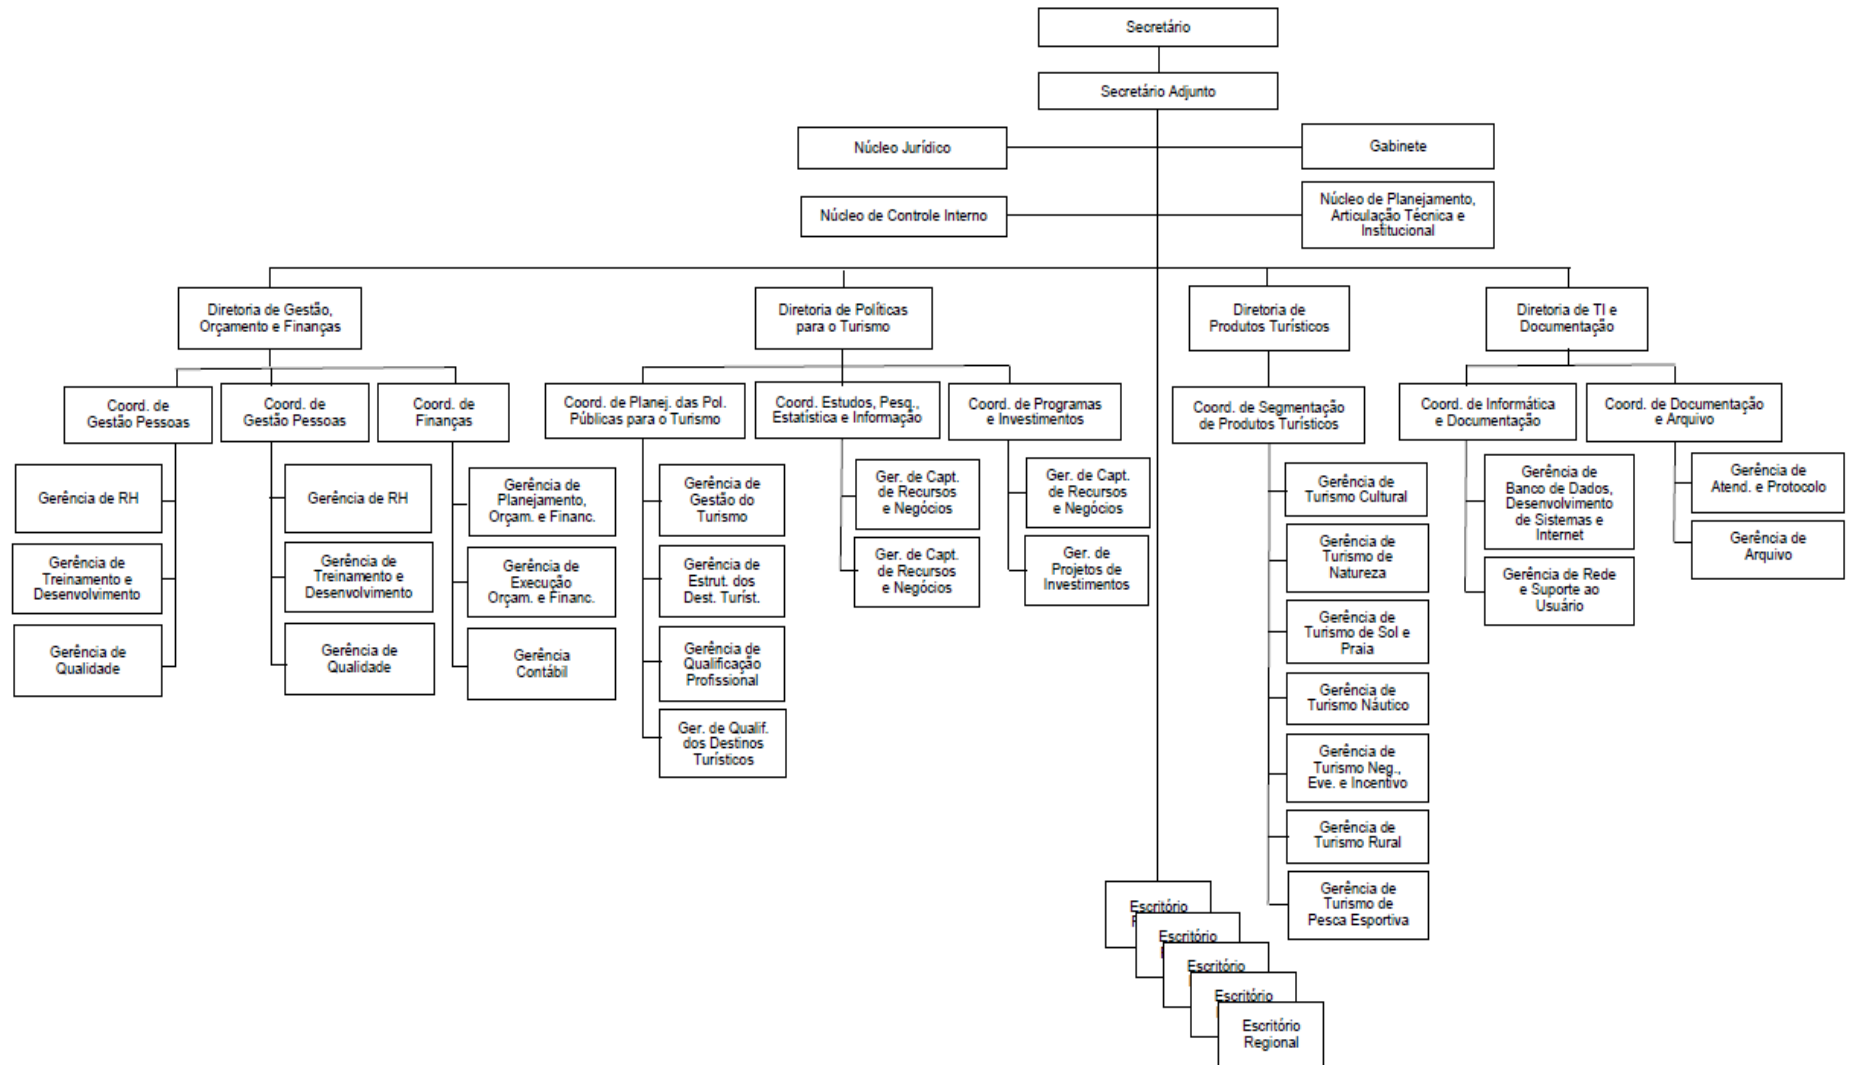 Secretário
Secretário Adjunto
Núcleo Jurídico
Gabinete
Núcleo de Controle Interno
Núcleo de Planejamento,
Articulação Técnica e
Institucional
Diretoria de Gestão,
Orçamento e Finanças
Diretoria de Políticas
para o Turismo
Diretoria de
Produtos Turísticos
Diretoria de TI e
Documentação
Coord. de
Gestão Pessoas
Coord. de
Gestão Pessoas
Coord. de
Finanças
Coord. de Planej. das Pol.
Públicas para o Turismo
Coord. Estudos, Pesq.,
Estatística e Informação
Coord. de Programas
e Investimentos
Coord. de Segmentação
de Produtos Turísticos
Coord. de Informática
e Documentação
Coord. de Documentação
e Arquivo
Gerência de RH
Gerência de
Treinamento e
Desenvolvimento
Gerência de
Qualidade
Gerência de RH
Gerência de
Treinamento e
Desenvolvimento
Gerência de
Qualidade
Gerência de
Planejamento,
Orçam. e Financ.
Gerência de
Execução
Orçam. e Financ.
Gerência
Contábil
Gerência de
Gestão do
Turismo
Gerência de
Estrut. dos
Dest. Turíst.
Gerência de
Qualificação
Profissional
Ger. de Qualif.
dos Destinos
Turísticos
Ger. de Capt.
de Recursos
e Negócios
Ger. de Capt.
de Recursos
e Negócios
Ger. de Capt.
de Recursos
e Negócios
Ger. de
Projetos de
Investimentos
Gerência de
Turismo Cultural
Gerência de
Turismo de
Natureza
Gerência de
Turismo de Sol e
Praia
Gerência de
Turismo Náutico
Gerência de
Turismo Neg.,
Eve. e Incentivo
Gerência de
Turismo Rural
Gerência de
Turismo de
Pesca Esportiva
Gerência de
Banco de Dados,
Desenvolvimento
de Sistemas e
Internet
Gerência de Rede
e Suporte ao
Usuário
Gerência de
Atend. e Protocolo
Gerência de
Arquivo
Escritório
Escritório
Escritório
Escritório
Escritório
Regional